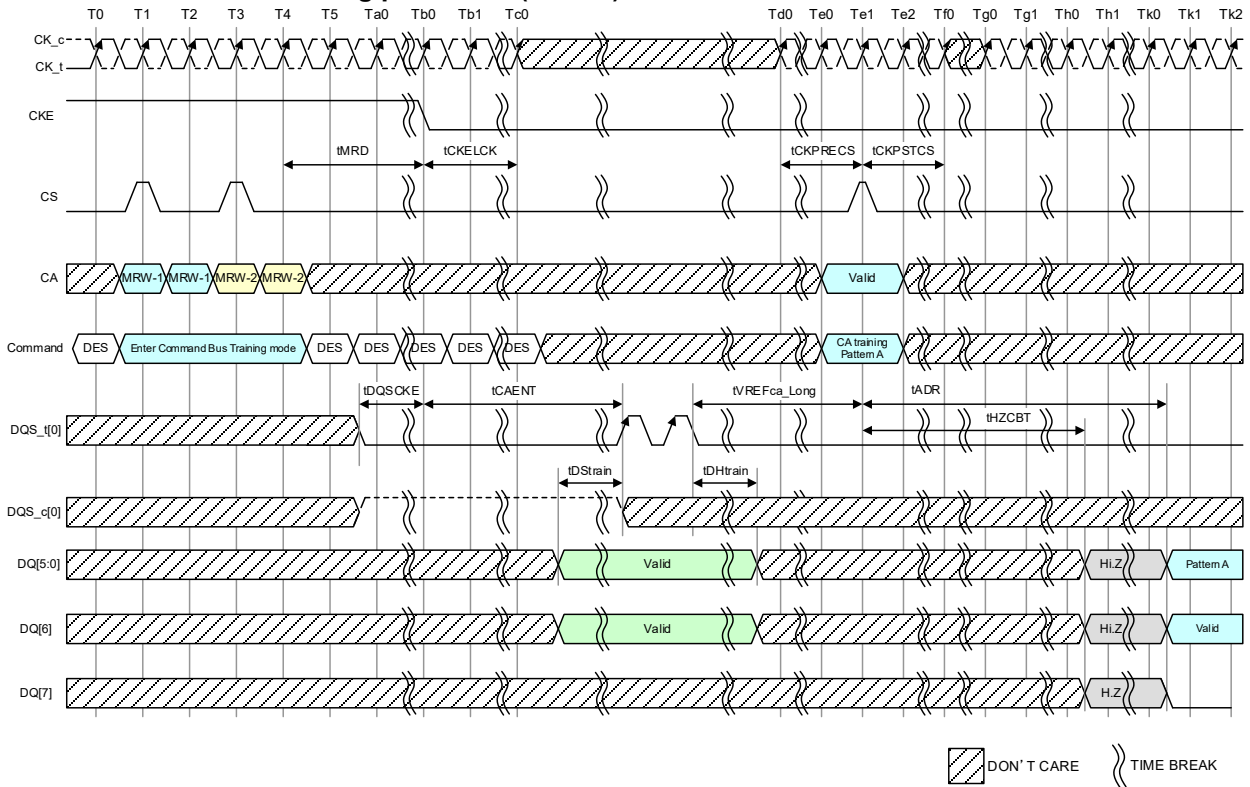 T0 T1 T2 T3 T4 T5 Ta0 Tb0 Tb1 Tc0 Td0 Te0 Te1 Te2 Tf0 Tg0 Tg1 Th0 Th1 Tk0 Tk1 Tk2
CK_c
CK_t
CKE
tMRD tCKELCK tCKPRECS tCKPSTCS
CS
CA MRW-1 MRW-1 MRW-2 MRW-2 Valid
Command DES Enter Command Bus Training mode DES DES DES DES DES CA training
Pattern A
tDQSCKE tCAENT tVREFca_Long tADR
DQS_t[0] tHZCBT
tDStrain tDHtrain
DQS_c[0]
DQ[5:0] Valid Hi.Z Pattern A
DQ[6] Valid Hi.Z Valid
DQ[7] H.Z
DON'T CARE TIME BREAK